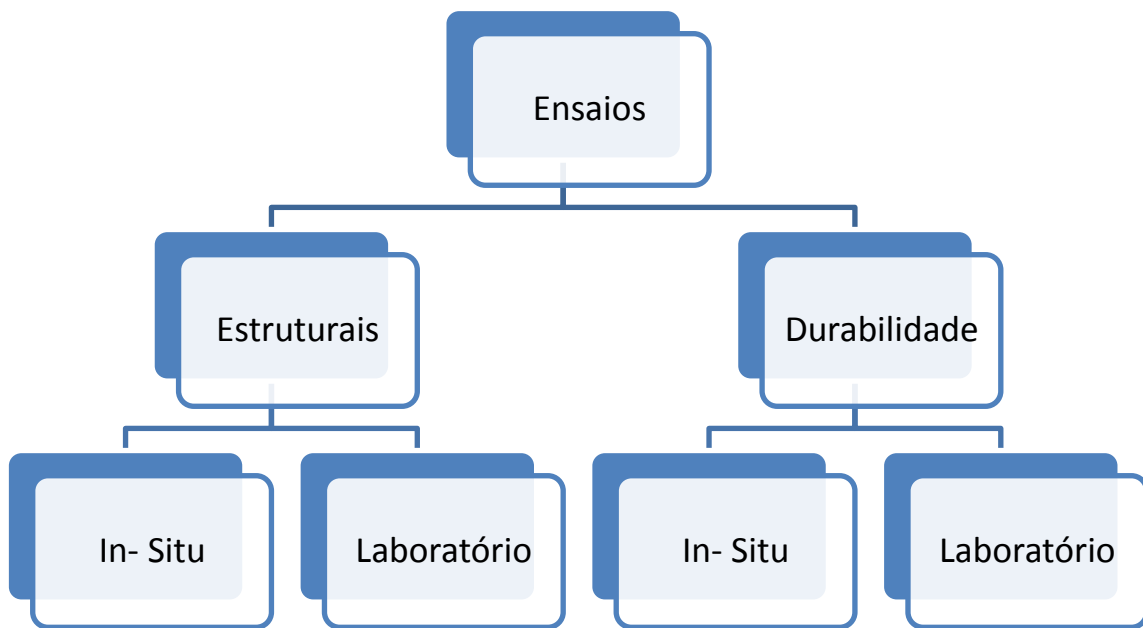 Ensaios
Estruturais
Durabilidade
In- Situ
Laboratório
In- Situ
Laboratório